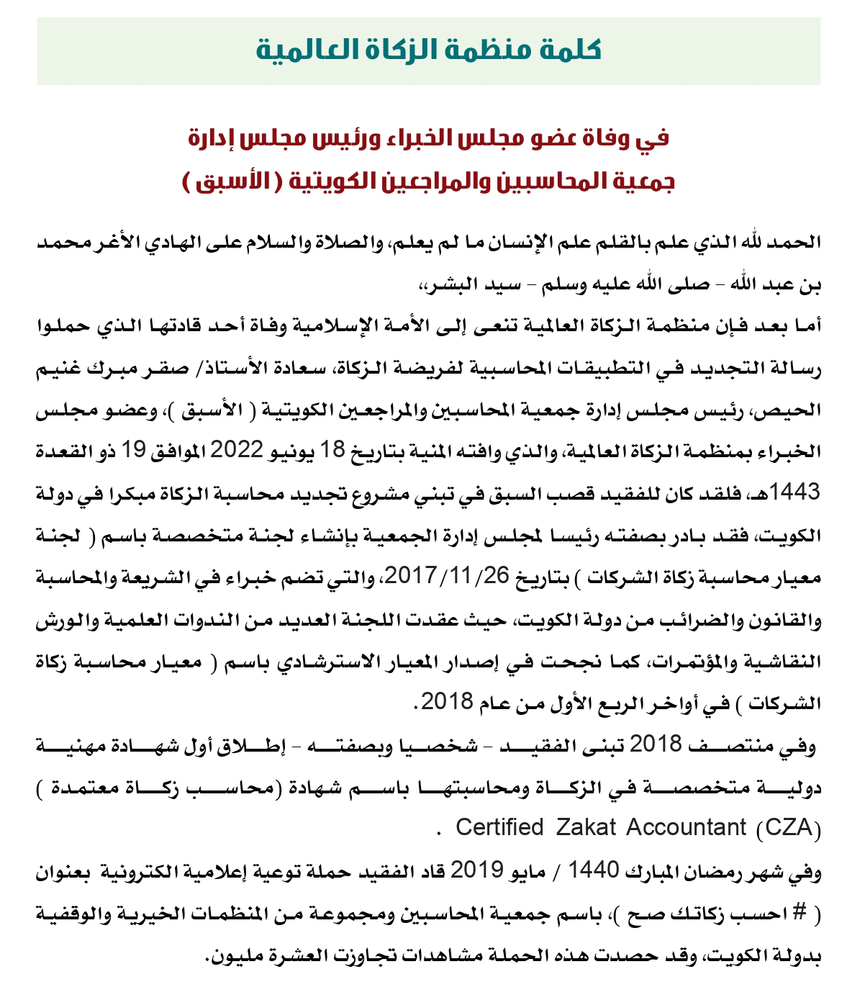 كلمة منظمة الزكاة العالمية
في وفاة عضو مجلس الخبراء ورئيس مجلس إدارة
جمعية المحاسبين والمراجعين الكويتية ( الأسبق )
الحمد لله الذي علم بالقلم علم الإنسان ما لم يعلم، والصلاة والسلام على الهادي الأغر محمد
بن عبد الله – صلى الله عليه وسلم – سيد البشر،،
أما بعد فإن منظمة الزكاة العالمية تنعى إلى الأمة الإسلامية وفاة أحد قادتها الذي حملوا
رسالة التجديد في التطبيقات المحاسبية لفريضة الزكاة، سعادة الأستاذ/ صقر مبرك غنيم
الحيص، رئيس مجلس إدارة جمعية المحاسبين والمراجعين الكويتية ( الأسبق )، وعضو مجلس
الخبراء بمنظمة الزكاة العالمية، والذي وافته المنية بتاريخ 18 يونيو 2022 الموافق 19 ذو القعدة
1443هـ، فلقد كان للفقيد قصب السبق في تبني مشروع تجديد محاسبة الزكاة مبكرا في دولة
الكويت، فقد بادر بصفته رئيسا لمجلس إدارة الجمعية بإنشاء لجنة متخصصة باسم ( لجنة
معيار محاسبة زكاة الشركات ) بتاريخ 2017/11/26، والتي تضم خبراء في الشريعة والمحاسبة
والقانون والضرائب من دولة الكويت، حيث عقدت اللجنة العديد من الندوات العلمية والورش
النقاشية والمؤتمرات، كما نجحت في إصدار المعيار الاسترشادي باسم ( معيار محاسبة زكاة
الشركات ) في أواخر الربع الأول من عام 2018.
وفي منتصف 2018 تبنى الفقيد – شخصيا وبصفته – إطلاق أول شهادة مهنية
دولية متخصصة في الزكاة ومحاسبتها باسم شهادة (محاسب زكاة معتمدة )
Certified Zakat Accountant (CZA) .
وفي شهر رمضان المبارك 1440 / مايو 2019 قاد الفقيد حملة توعية إعلامية الكترونية بعنوان
( # احسب زكاتك صح )، باسم جمعية المحاسبين ومجموعة من المنظمات الخيرية والوقفية
بدولة الكويت، وقد حصدت هذه الحملة مشاهدات تجاوزت العشرة مليون.